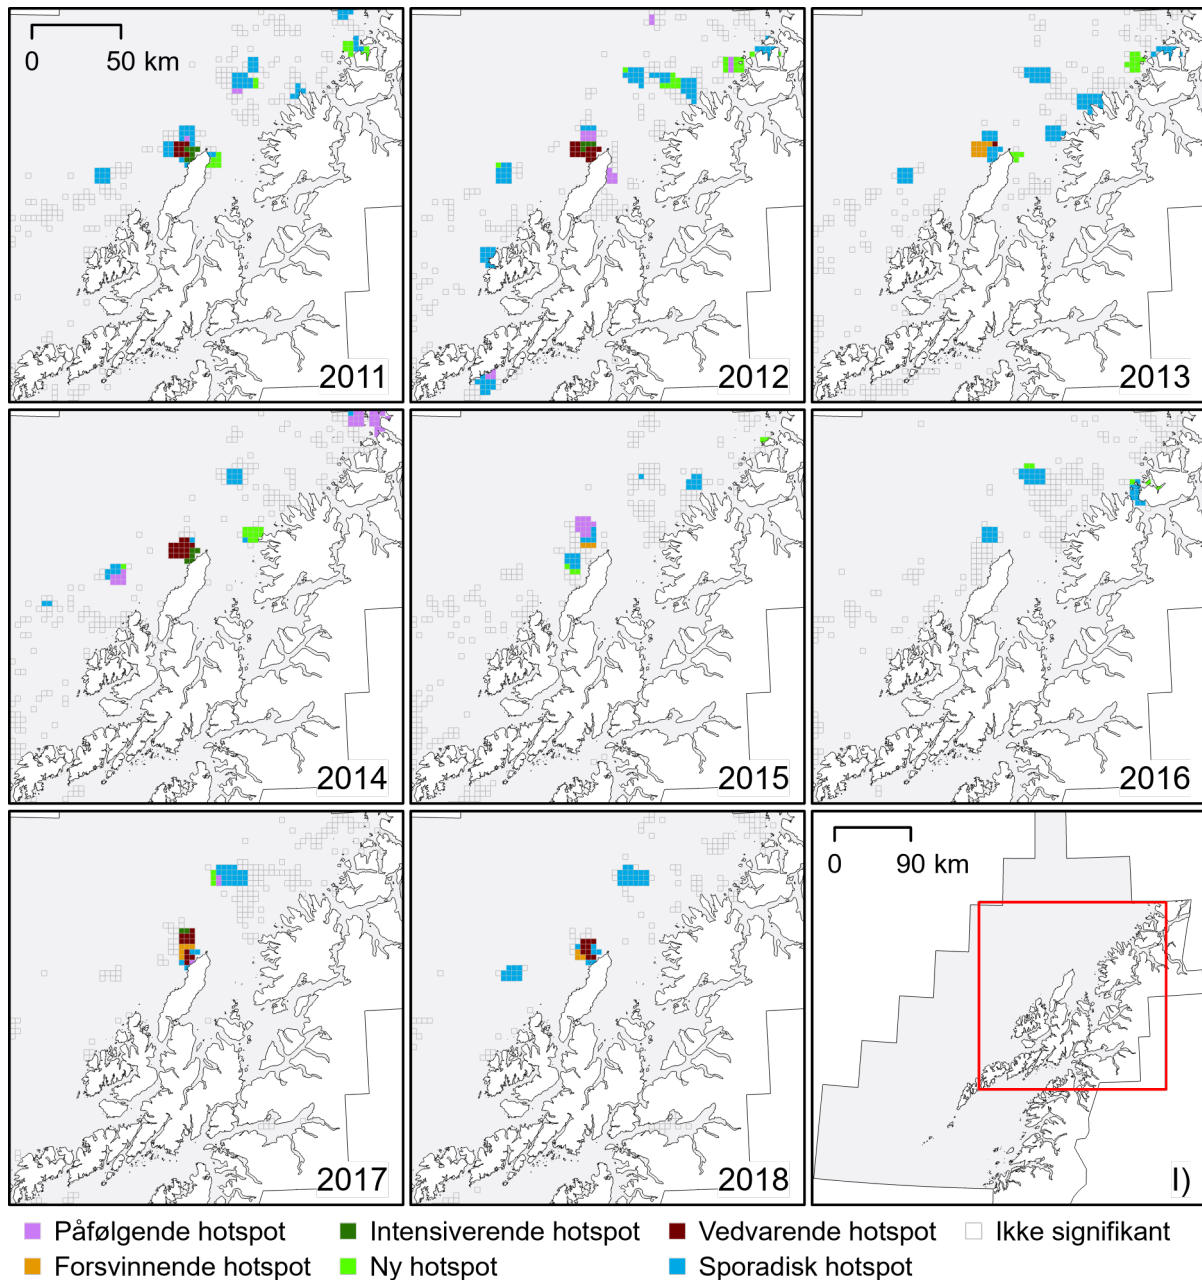 0 50 km
2011
2012
2013
2014
2015
2016
2017
2018
0 90 km
I)
Påfølgende hotspot
Intensiverende hotspot
Vedvarende hotspot
Ikke signifikant
Forsvinnende hotspot
Ny hotspot
Sporadisk hotspot